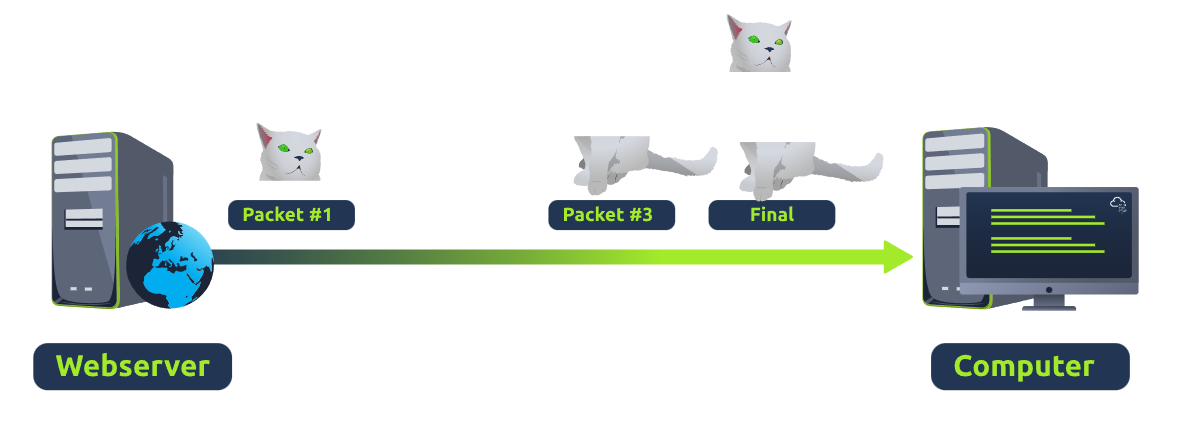 Packet #1
Packet #3
Final
Webserver
Computer